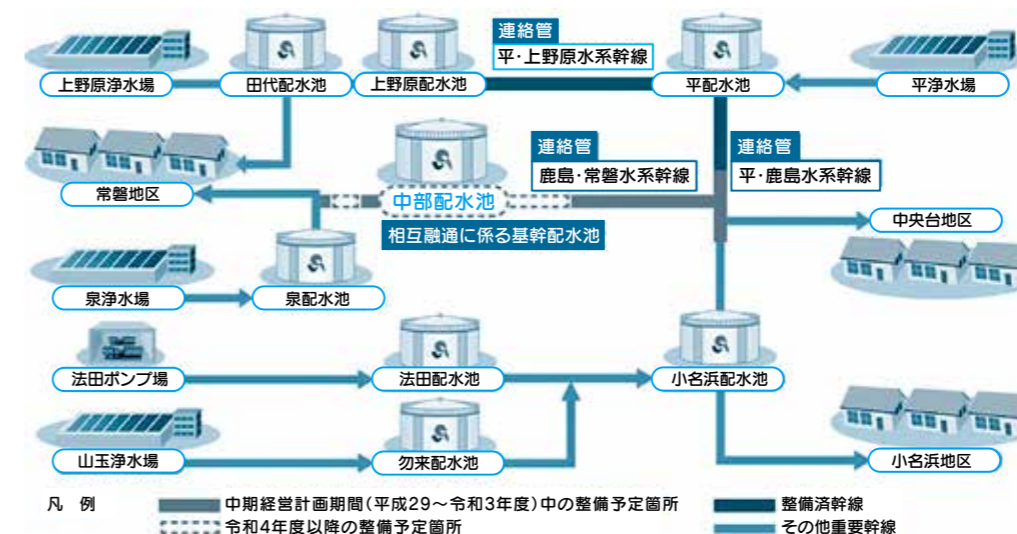 連絡管
平・上野原水系幹線
上野原浄水場
田代配水池
上野原配水池
平配水池
平浄水場
連絡管
鹿島・常磐水系幹線
連絡管
平・鹿島水系幹線
常磐地区
中部配水池
中央台地区
相互融通に係る基幹配水池
泉浄水場
泉配水池
法田ポンプ場
法田配水池
小名浜配水池
山玉浄水場
勿来配水池
小名浜地区
凡 例
中期経営計画期間(平成29～令和3年度)中の整備予定箇所
整備済幹線
令和4年度以降の整備予定箇所
その他重要幹線